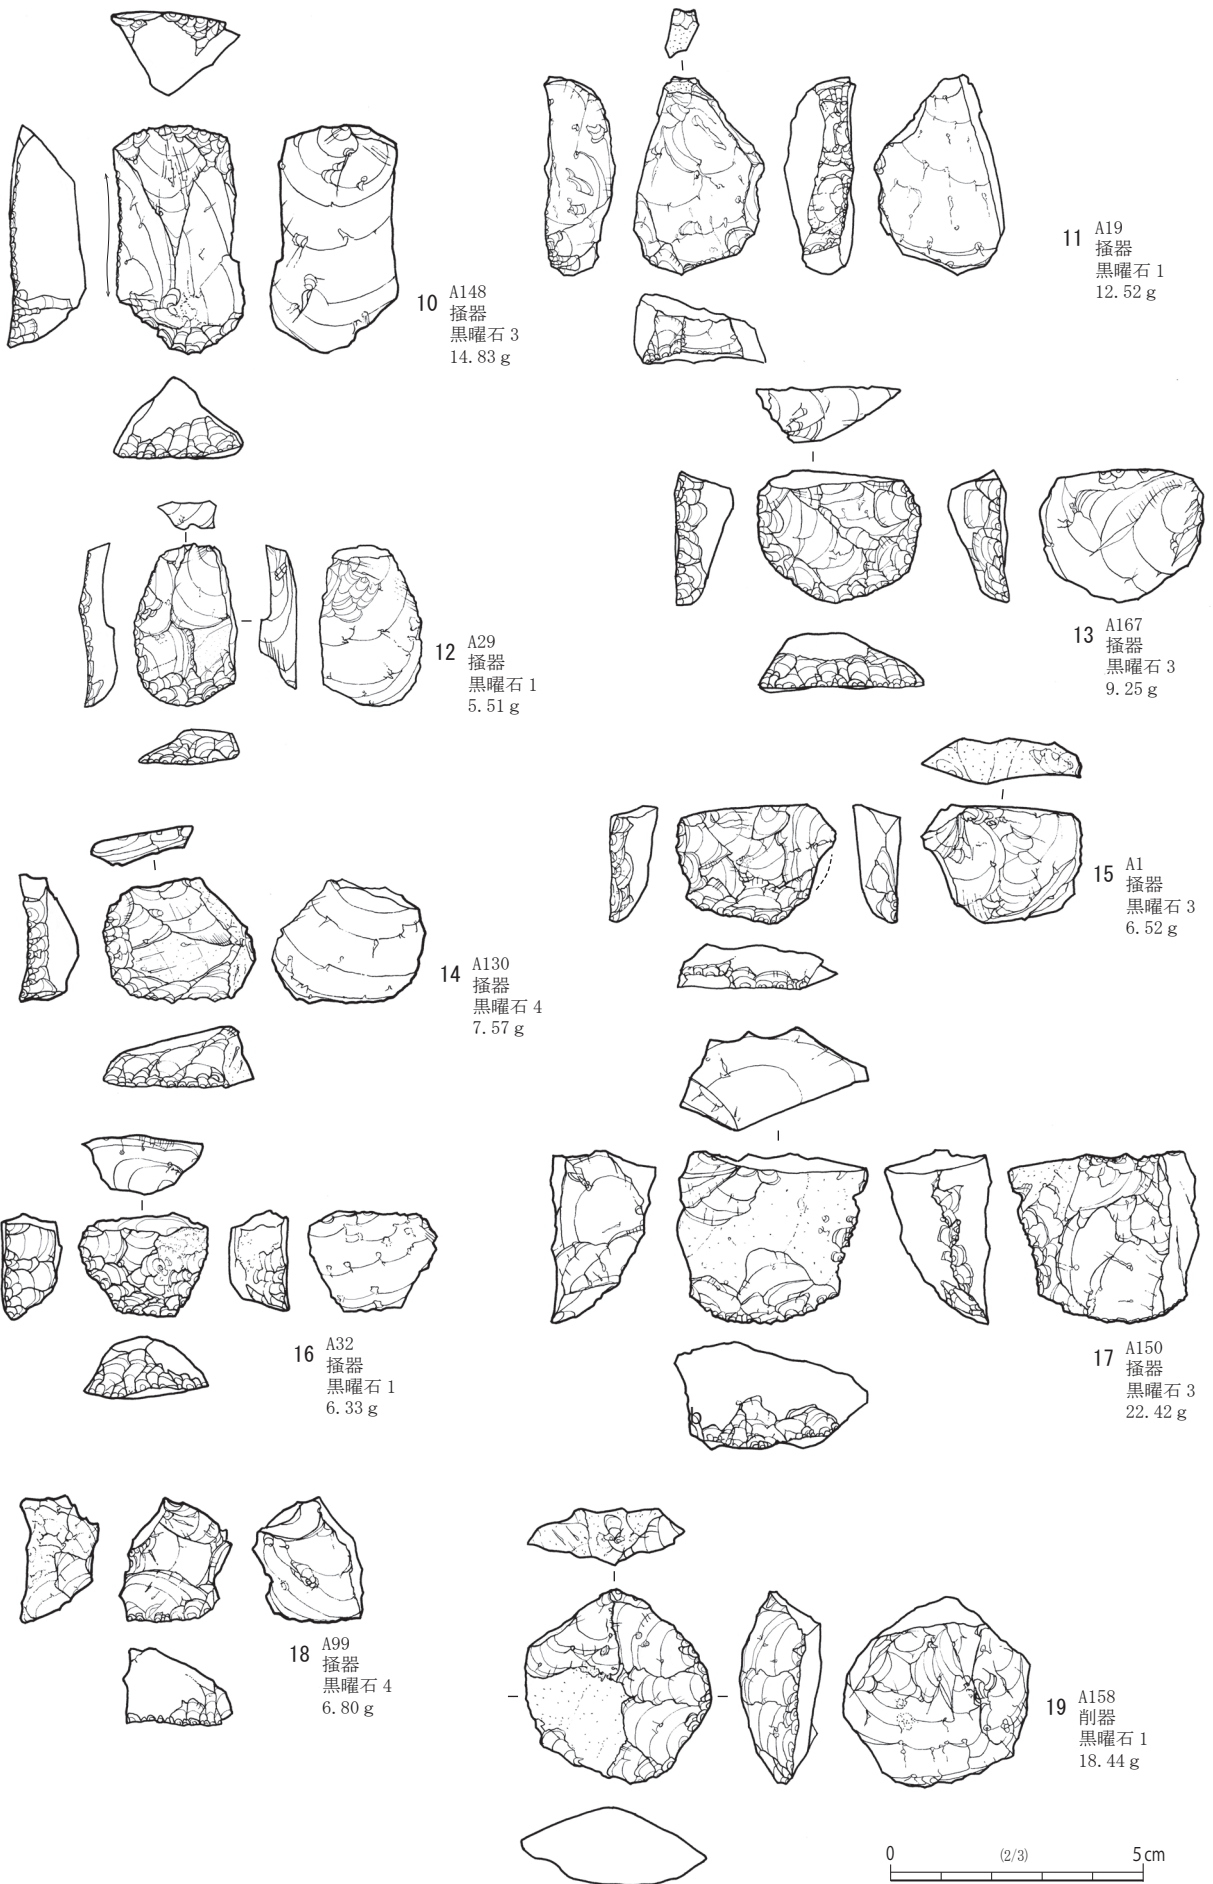 10 A148
掻器
黒曜石 3
14.83 g
11 A19
掻器
黒曜石 1
12.52 g
12 A29
掻器
黒曜石 1
5.51 g
13 A167
掻器
黒曜石 3
9.25 g
14 A130
掻器
黒曜石 4
7.57 g
15 A1
掻器
黒曜石 3
6.52 g
16 A32
掻器
黒曜石 1
6.33 g
17 A150
掻器
黒曜石 3
22.42 g
18 A99
掻器
黒曜石 4
6.80 g
19 A158
削器
黒曜石 1
18.44 g
0 (2/3) 5 cm